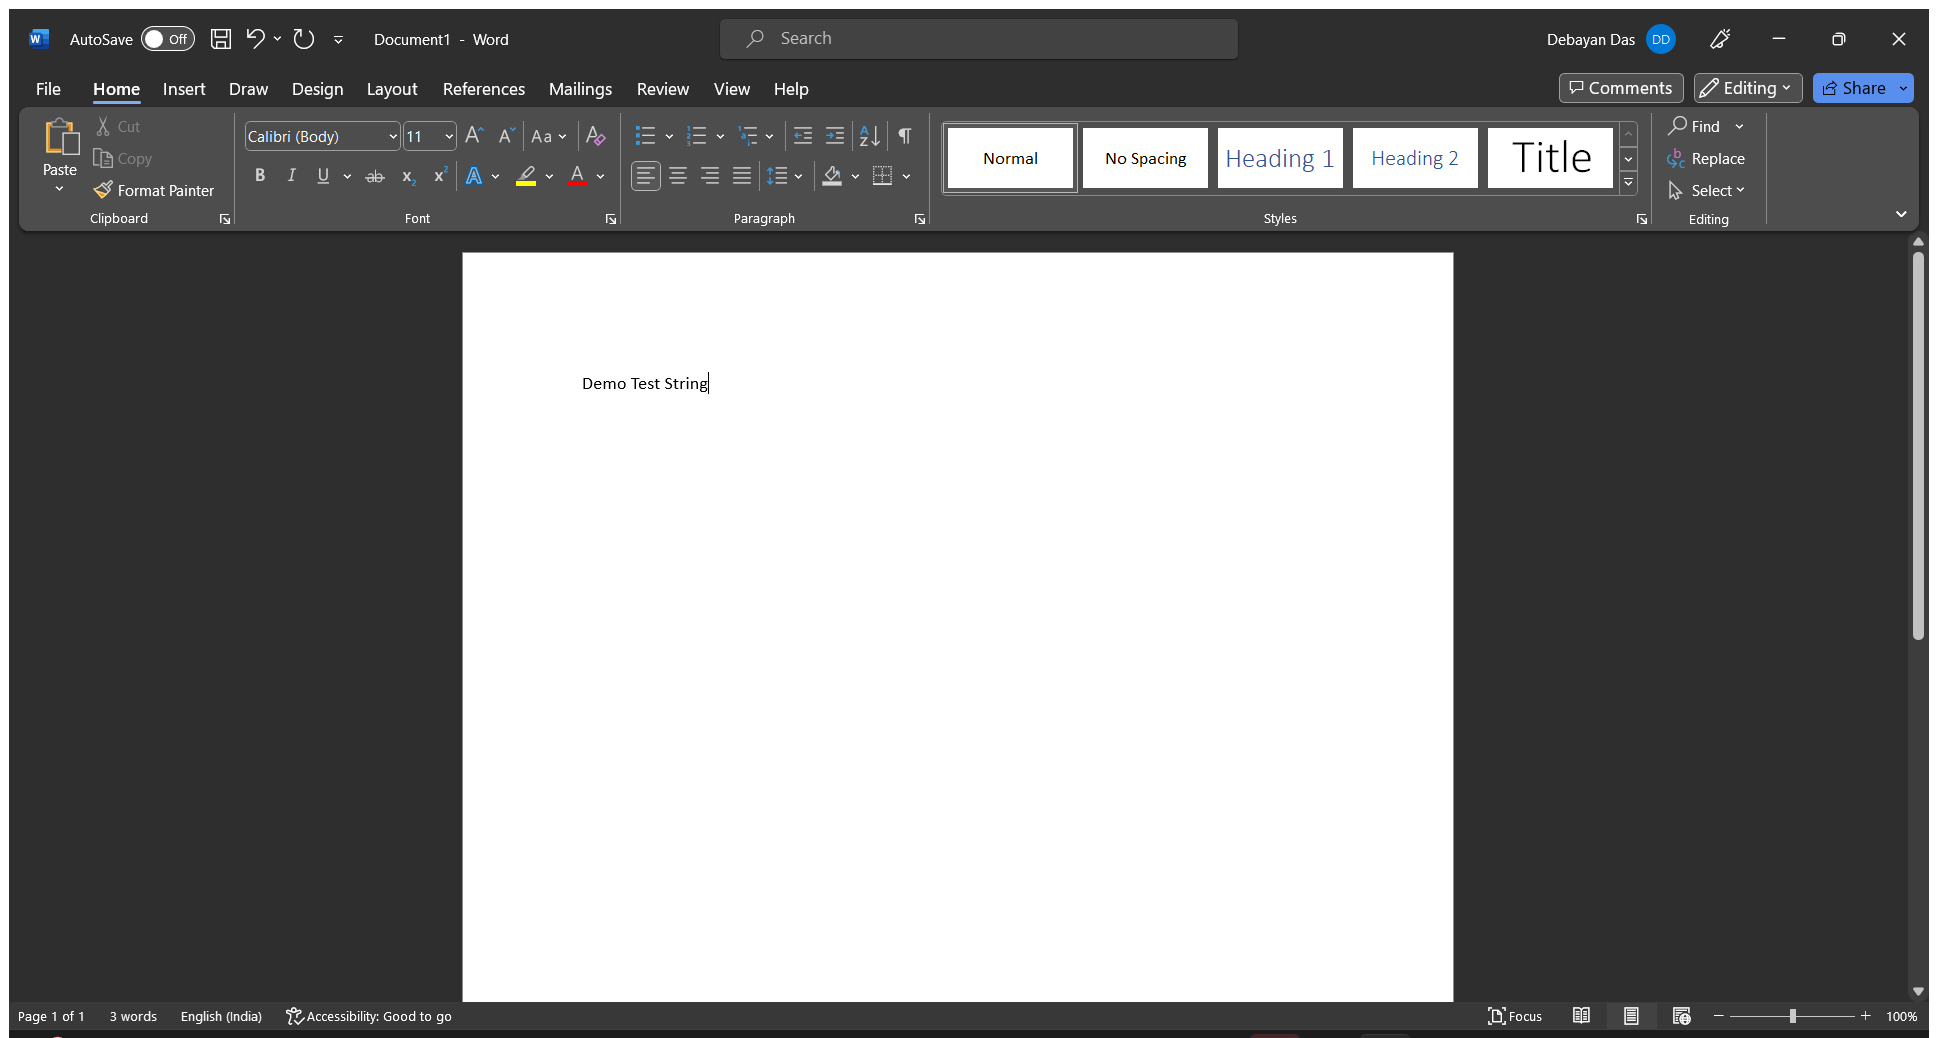 AutoSave Off Document1 - Word Search Debayan Das DD
File Home Insert Draw Design Layout References Mailings Review View Help Comments Editing Share
Paste Cut Copy Format Painter
Clipboard
Calibri (Body) 11 Aa
B I U ab x₂ x² A A
Font
Paragraph
Normal No Spacing Heading 1 Heading 2 Title
Styles
Find
Replace
Select
Editing
Demo Test String
Page 1 of 1 3 words English (India) Accessibility: Good to go Focus 100%